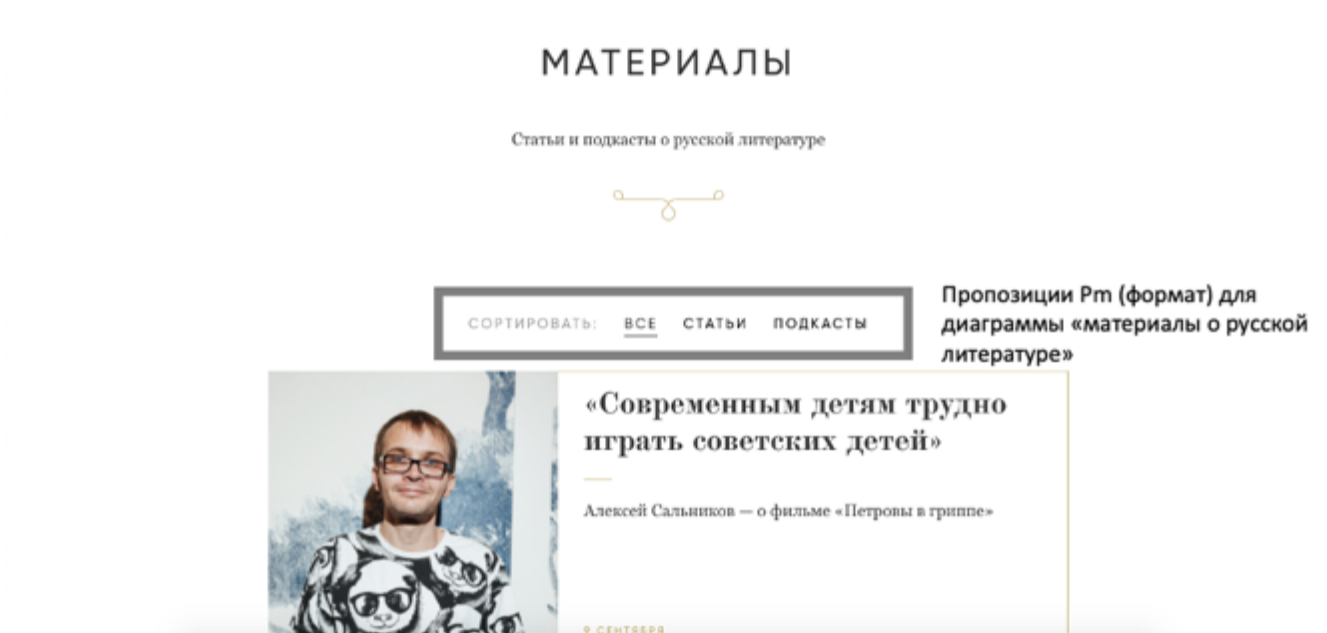 МАТЕРИАЛЫ
Статьи и подкасты о русской литературе
СОРТИРОВАТЬ: ВСЕ СТАТЬИ ПОДКАСТЫ
Пропозиции Pm (формат) для
диаграммы «материалы о русской
литературе»
«Современным детям трудно
играть советских детей»
Алексей Сальников — о фильме «Петровы в гриппе»
9 СЕНТЯБРЯ